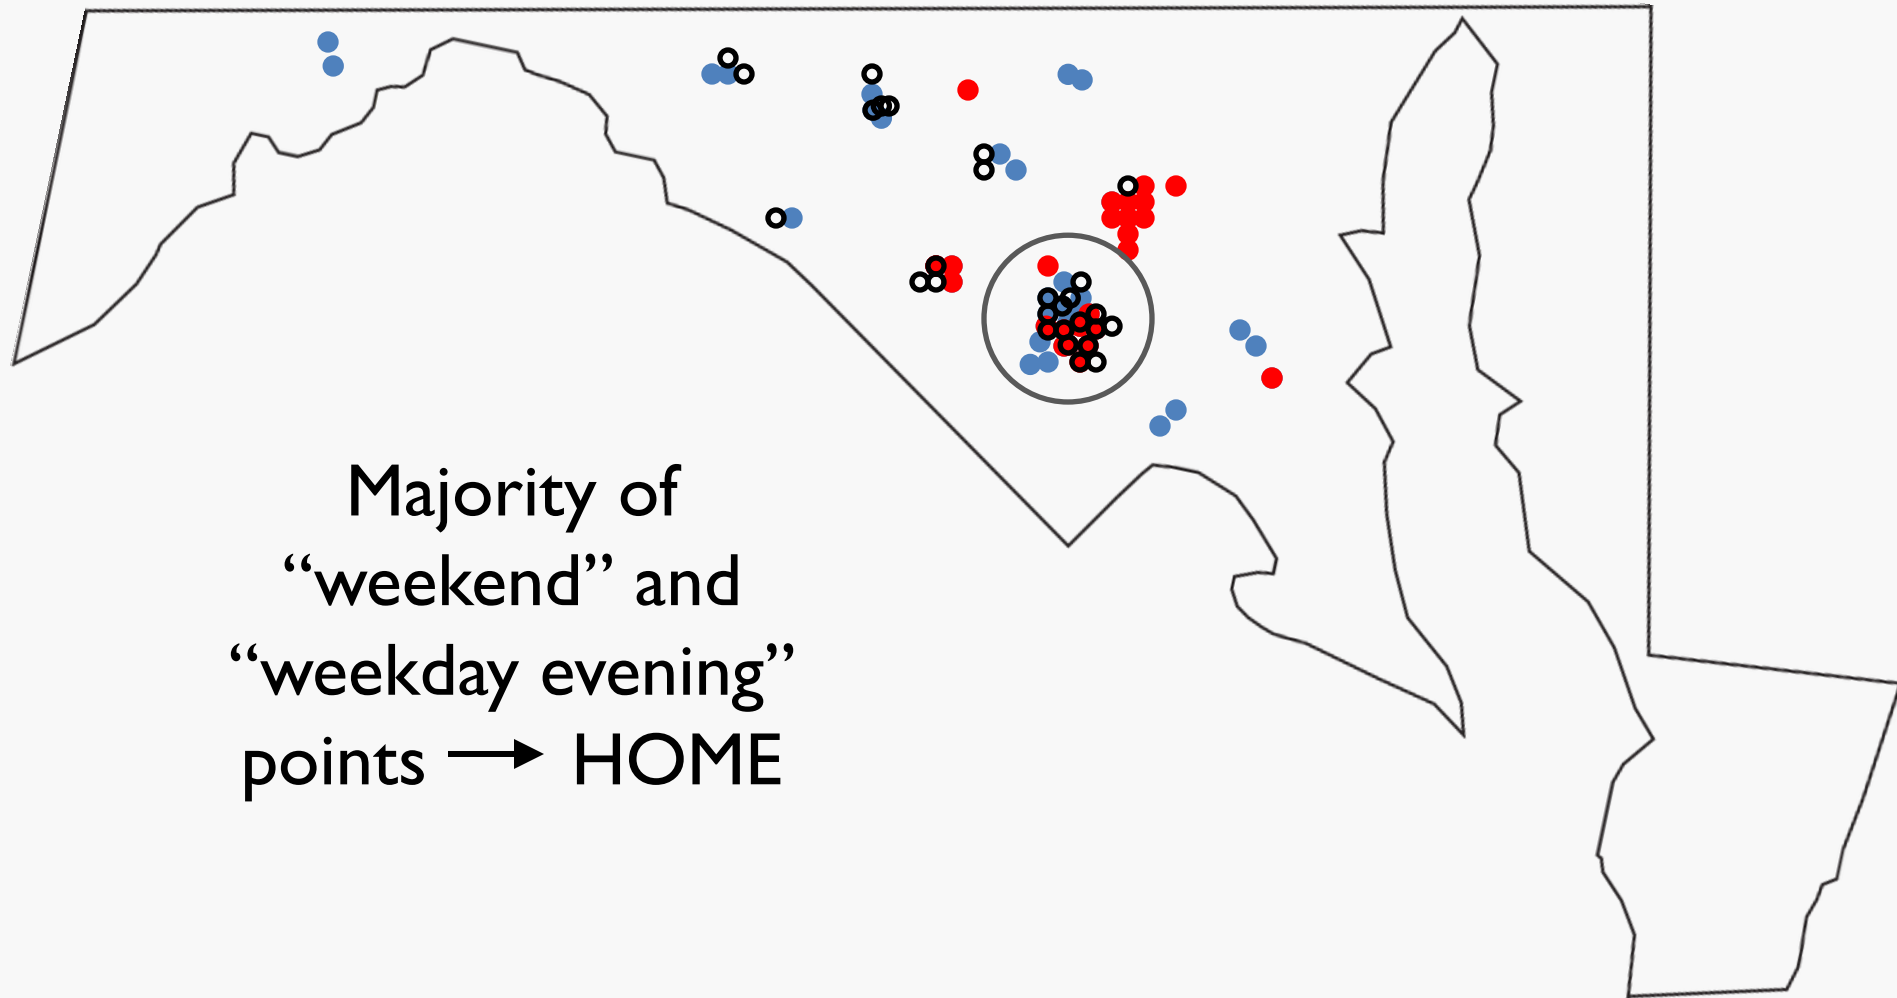 Majority of
“weekend” and
“weekday evening”
points → HOME